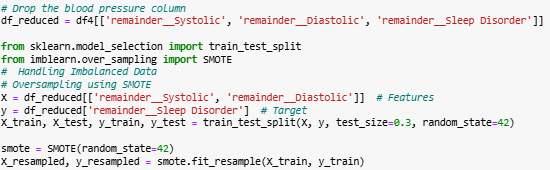 # Drop the blood pressure column
df_reduced = df4[['remainder__Systolic', 'remainder__Diastolic', 'remainder__Sleep Disorder']]
from sklearn.model_selection import train_test_split
from imblearn.over_sampling import SMOTE
#  Handling Imbalanced Data
# Oversampling using SMOTE
X = df_reduced[['remainder__Systolic', 'remainder__Diastolic']]  # Features
y = df_reduced['remainder__Sleep Disorder']  # Target
X_train, X_test, y_train, y_test = train_test_split(X, y, test_size=0.3, random_state=42)
smote = SMOTE(random_state=42)
X_resampled, y_resampled = smote.fit_resample(X_train, y_train)